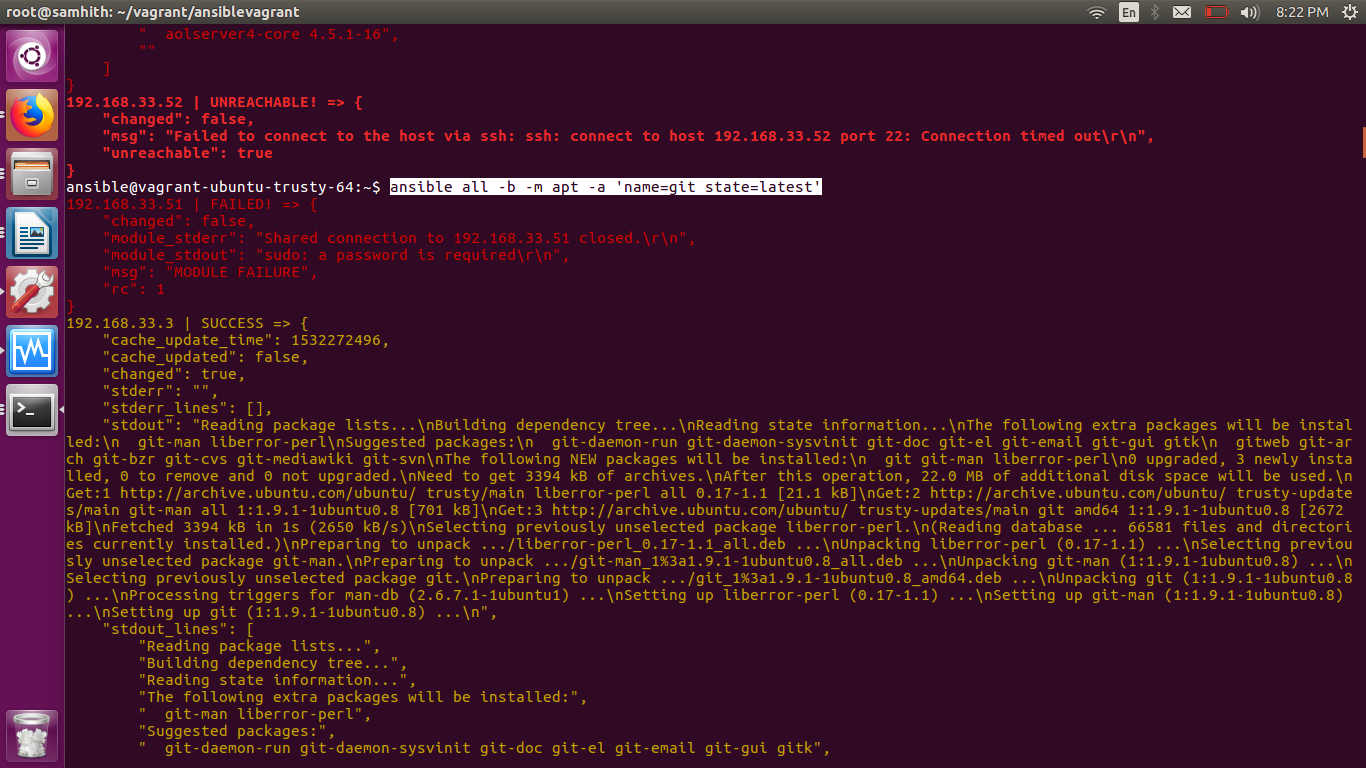 root@samhith: ~/vagrant/ansiblevagrant
En
8:22 PM
"  aolserver4-core 4.5.1-16",
""
]
}
192.168.33.52 | UNREACHABLE! => {
"changed": false,
"msg": "Failed to connect to the host via ssh: ssh: connect to host 192.168.33.52 port 22: Connection timed out\r\n",
"unreachable": true
}
ansible@vagrant-ubuntu-trusty-64:~$ ansible all -b -m apt -a 'name=git state=latest'
192.168.33.51 | FAILED! => {
"changed": false,
"module_stderr": "Shared connection to 192.168.33.51 closed.\r\n",
"module_stdout": "sudo: a password is required\r\n",
"msg": "MODULE FAILURE",
"rc": 1
}
192.168.33.3 | SUCCESS => {
"cache_update_time": 1532272496,
"cache_updated": false,
"changed": true,
"stderr": "",
"stderr_lines": [],
"stdout": "Reading package lists...\nBuilding dependency tree...\nReading state information...\nThe following extra packages will be instal
led:\n  git-man liberror-perl\nSuggested packages:\n  git-daemon-run git-daemon-sysvinit git-doc git-el git-email git-gui gitk\n  gitweb git-ar
ch git-bzr git-cvs git-mediawiki git-svn\nThe following NEW packages will be installed:\n  git git-man liberror-perl\n0 upgraded, 3 newly insta
lled, 0 to remove and 0 not upgraded.\nNeed to get 3394 kB of archives.\nAfter this operation, 22.0 MB of additional disk space will be used.\n
Get:1 http://archive.ubuntu.com/ubuntu/ trusty/main liberror-perl all 0.17-1.1 [21.1 kB]\nGet:2 http://archive.ubuntu.com/ubuntu/ trusty-update
s/main git-man all 1:1.9.1-1ubuntu0.8 [701 kB]\nGet:3 http://archive.ubuntu.com/ubuntu/ trusty-updates/main git amd64 1:1.9.1-1ubuntu0.8 [2672
kB]\nFetched 3394 kB in 1s (2650 kB/s)\nSelecting previously unselected package liberror-perl.\n(Reading database ... 66581 files and directori
es currently installed.)\nPreparing to unpack .../liberror-perl_0.17-1.1_all.deb ...\nUnpacking liberror-perl (0.17-1.1) ...\nSelecting previou
sly unselected package git-man.\nPreparing to unpack .../git-man_1%3a1.9.1-1ubuntu0.8_all.deb ...\nUnpacking git-man (1:1.9.1-1ubuntu0.8) ...\n
Selecting previously unselected package git.\nPreparing to unpack .../git_1%3a1.9.1-1ubuntu0.8_amd64.deb ...\nUnpacking git (1:1.9.1-1ubuntu0.8
) ...\nProcessing triggers for man-db (2.6.7.1-1ubuntu1) ...\nSetting up liberror-perl (0.17-1.1) ...\nSetting up git-man (1:1.9.1-1ubuntu0.8)
...\nSetting up git (1:1.9.1-1ubuntu0.8) ...\n",
"stdout_lines": [
"Reading package lists...",
"Building dependency tree...",
"Reading state information...",
"The following extra packages will be installed:",
"  git-man liberror-perl",
"Suggested packages:",
"  git-daemon-run git-daemon-sysvinit git-doc git-el git-email git-gui gitk",